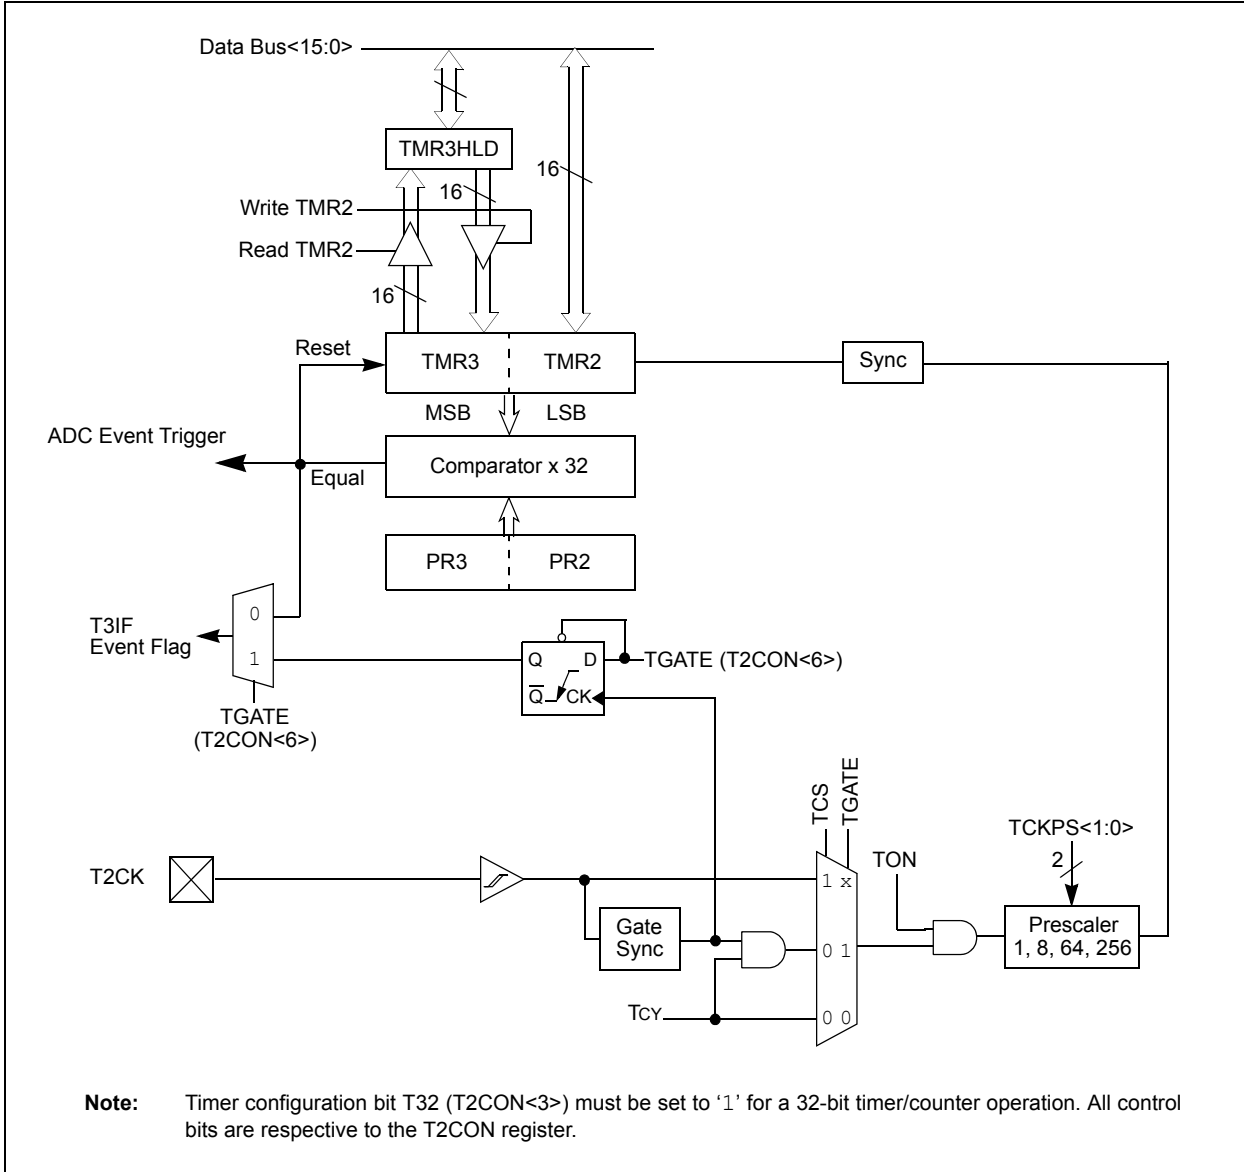 Data Bus<15:0>
TMR3HLD
16
16
Write TMR2
Read TMR2
16
Reset
TMR3
TMR2
Sync
MSB
LSB
ADC Event Trigger
Equal
Comparator x 32
PR3
PR2
0
1
T3IF
Event Flag
Q
D
TGATE (T2CON<6>)
Q
CK
TGATE
(T2CON<6>)
TCS
TGATE
TCKPS<1:0>
2
TON
T2CK
1 x
Gate
Sync
0 1
Prescaler
1, 8, 64, 256
TCY
0 0
Note: Timer configuration bit T32 (T2CON<3>) must be set to ‘1’ for a 32-bit timer/counter operation. All control
bits are respective to the T2CON register.